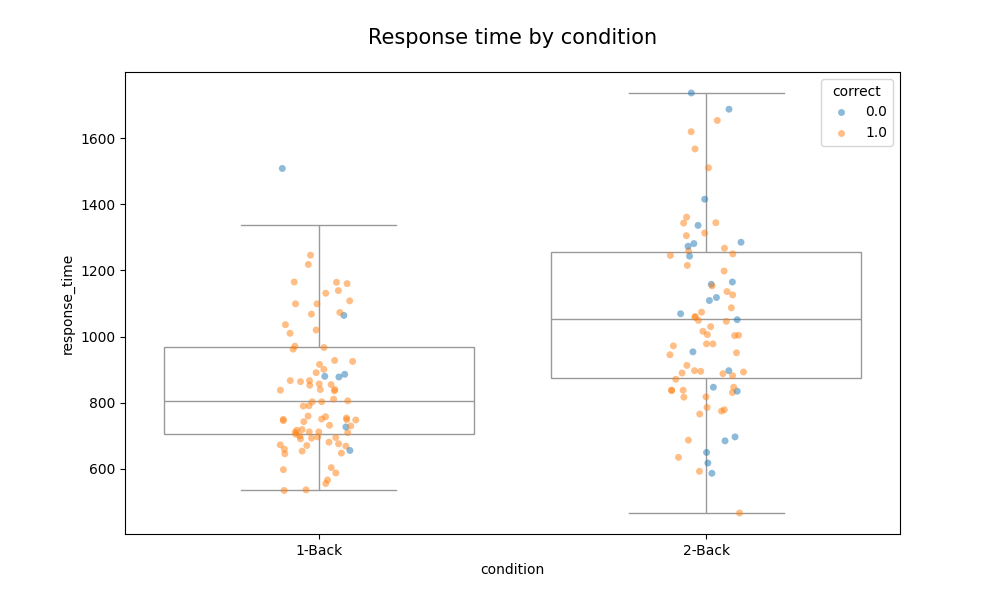 Response time by condition
correct
0.0
1.0
1600
1400
1200
1000
800
600
response_time
1-Back
2-Back
condition